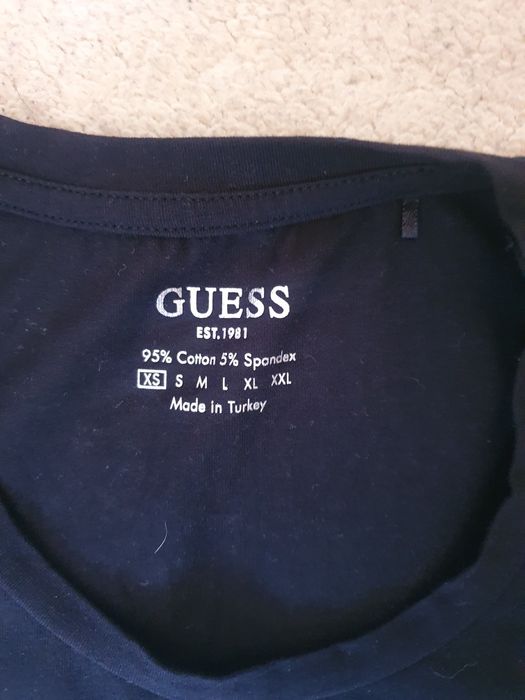 GUESS
EST.1981
95% Cotton 5% Spandex
XS S M L XL XXL
Made in Turkey